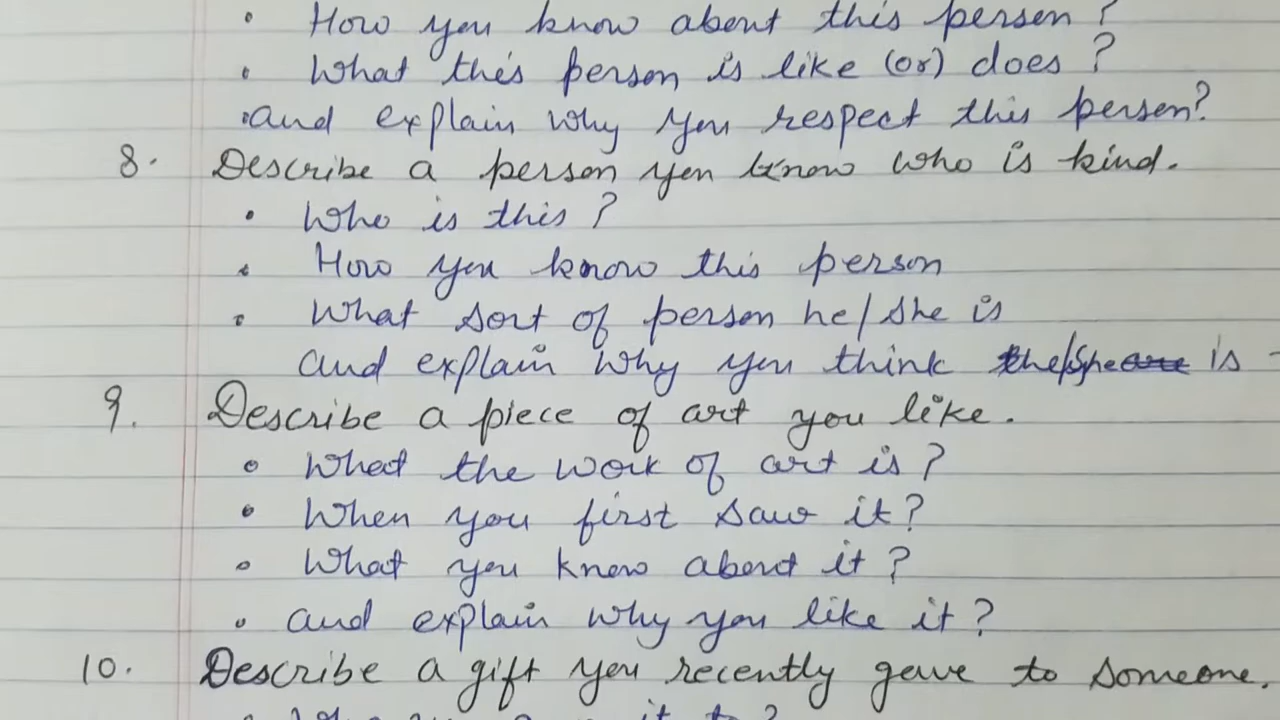 • How you know about this person?
• What this person is like (or) does?
• and explain why you respect this person?
8. Describe a person you know who is kind.
• Who is this?
• How you know this person
• What sort of person he/she is
and explain why you think the/she is -
9. Describe a piece of art you like.
• What the work of art is?
• When you first saw it?
• What you know about it?
• and explain why you like it?
10. Describe a gift you recently gave to someone.